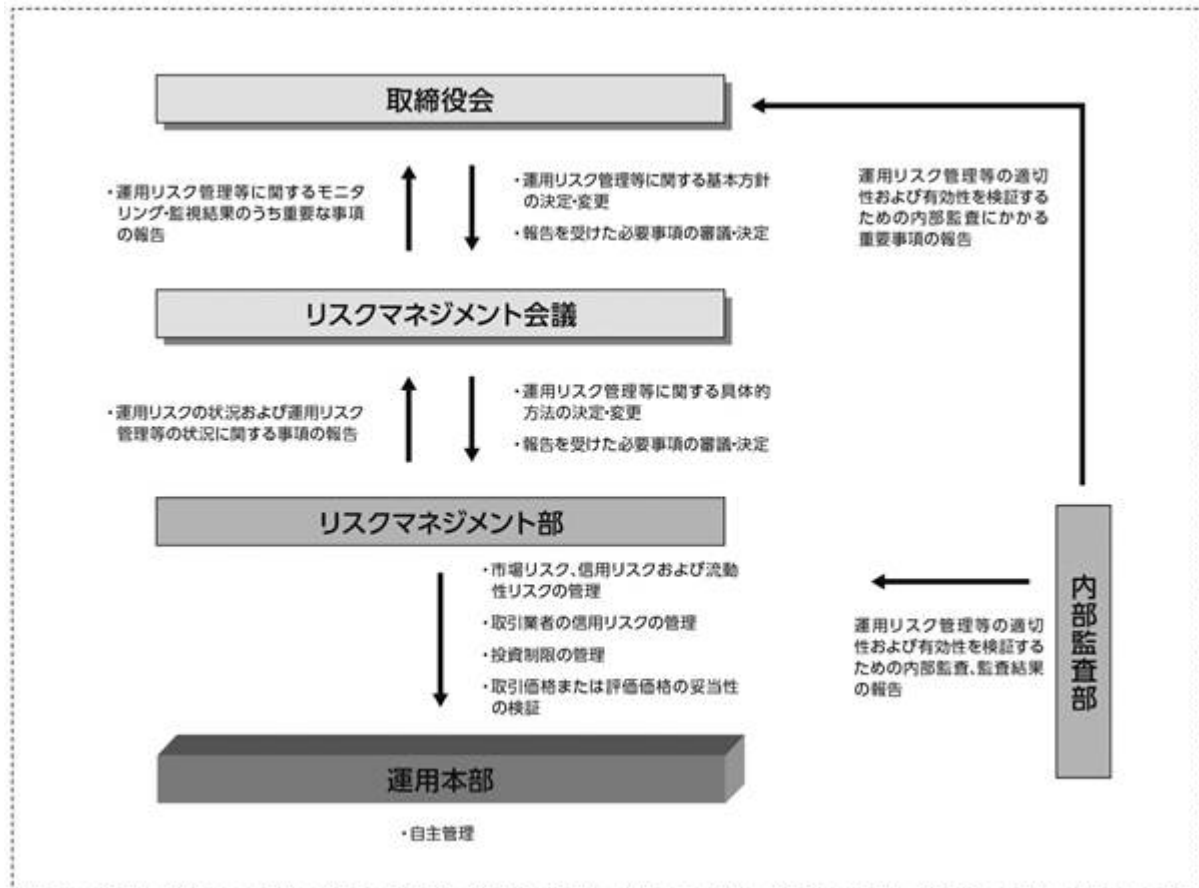 取締役会
・運用リスク管理等に関するモニタ
リング・監視結果のうち重要な事項
の報告
・運用リスク管理等に関する基本方針
の決定・変更
・報告を受けた必要事項の審議・決定
運用リスク管理等の適切
性および有効性を検証する
ための内部監査にかかる
重要事項の報告
リスクマネジメント会議
・運用リスクの状況および運用リスク
管理等の状況に関する事項の報告
・運用リスク管理等に関する具体的
方法の決定・変更
・報告を受けた必要事項の審議・決定
リスクマネジメント部
・市場リスク、信用リスクおよび流動
性リスクの管理
・取引業者の信用リスクの管理
・投資制限の管理
・取引価格または評価価格の妥当性
の検証
運用リスク管理等の適切
性および有効性を検証する
ための内部監査、監査結果
の報告
内部監査部
運用本部
・自主管理